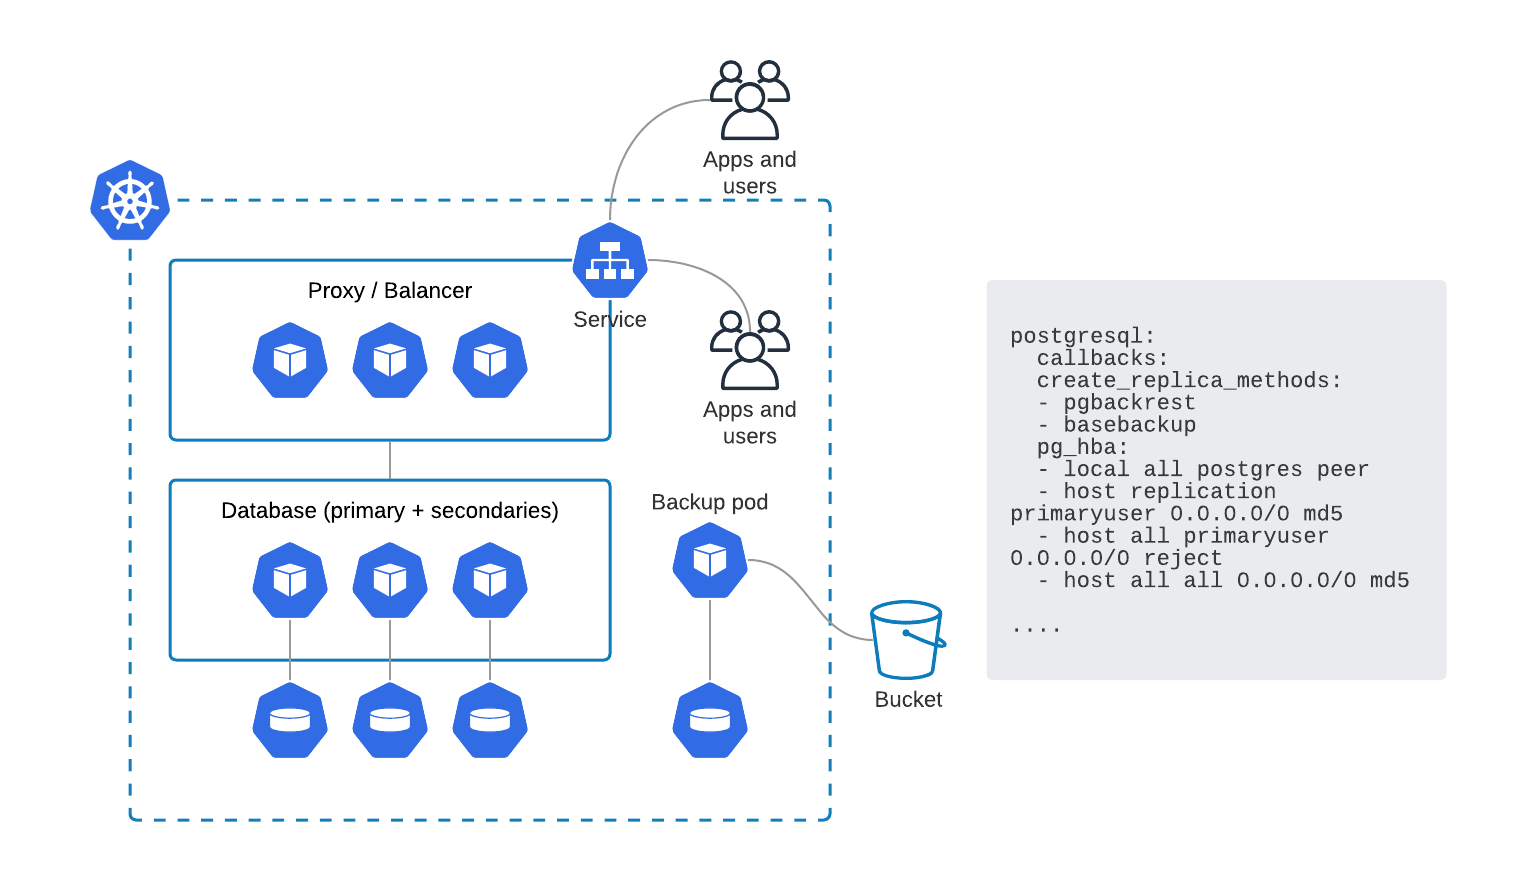 Apps and
users
Proxy / Balancer
Service
Apps and
users
Database (primary + secondaries)
Backup pod
Bucket
postgresql:
  callbacks:
  create_replica_methods:
  - pgbackrest
  - basebackup
  pg_hba:
  - local all postgres peer
  - host replication
primaryuser 0.0.0.0/0 md5
  - host all primaryuser
0.0.0.0/0 reject
  - host all all 0.0.0.0/0 md5
....